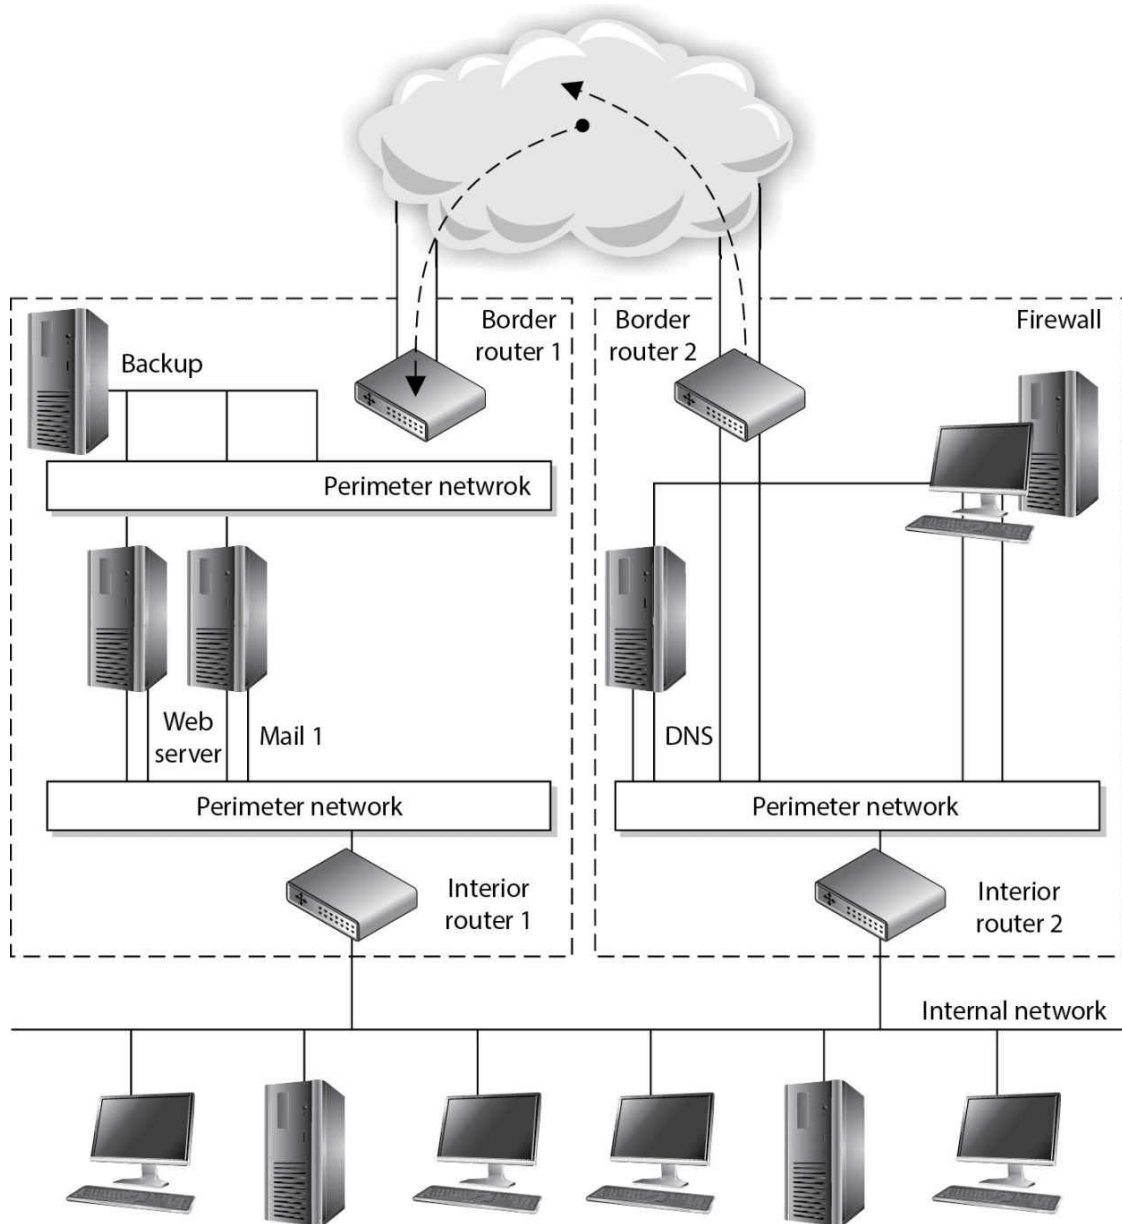 Border
router 1
Border
router 2
Firewall
Backup
Perimeter netwrok
Web
server
Mail 1
DNS
Perimeter network
Perimeter network
Interior
router 1
Interior
router 2
Internal network